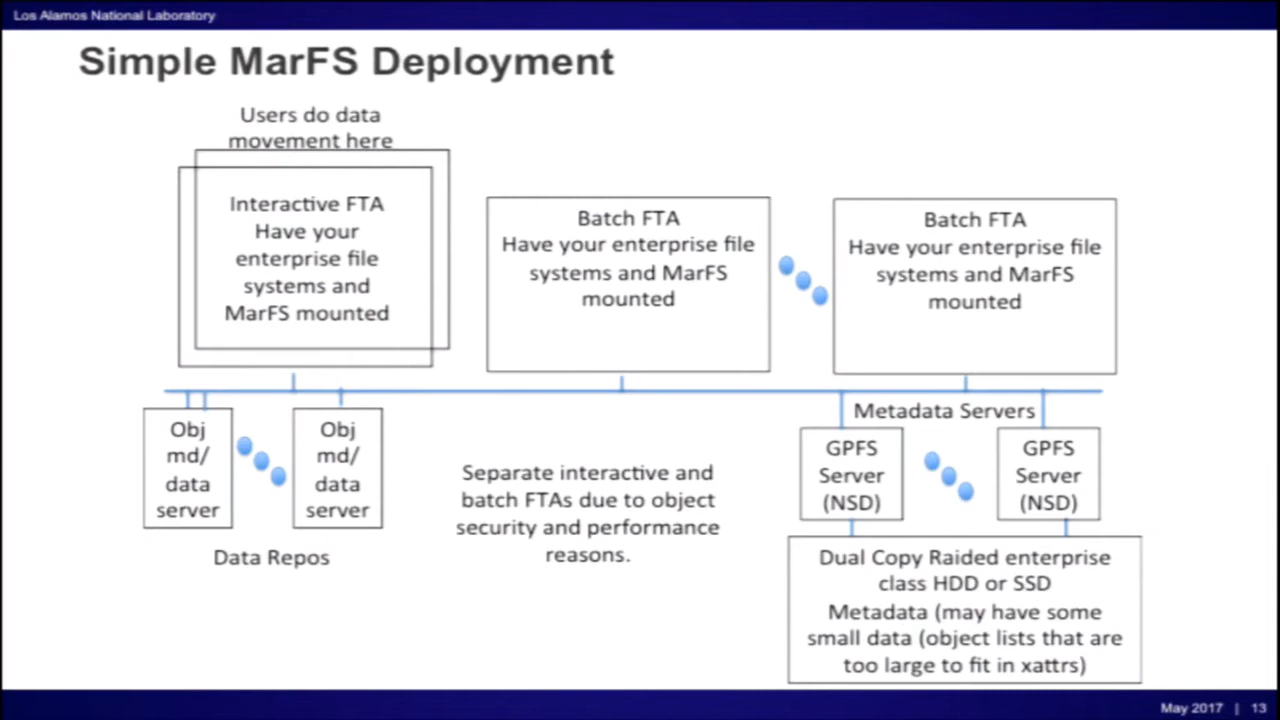 Los Alamos National Laboratory
Simple MarFS Deployment
Users do data
movement here
Interactive FTA
Have your
enterprise file
systems and
MarFS mounted
Batch FTA
Have your enterprise file
systems and MarFS
mounted
Batch FTA
Have your enterprise file
systems and MarFS
mounted
Obj
md/
data
server
Obj
md/
data
server
Data Repos
Separate interactive and
batch FTAs due to object
security and performance
reasons.
Metadata Servers
GPFS
Server
(NSD)
GPFS
Server
(NSD)
Dual Copy Raided enterprise
class HDD or SSD
Metadata (may have some
small data (object lists that are
too large to fit in xattrs)
May 2017 | 13